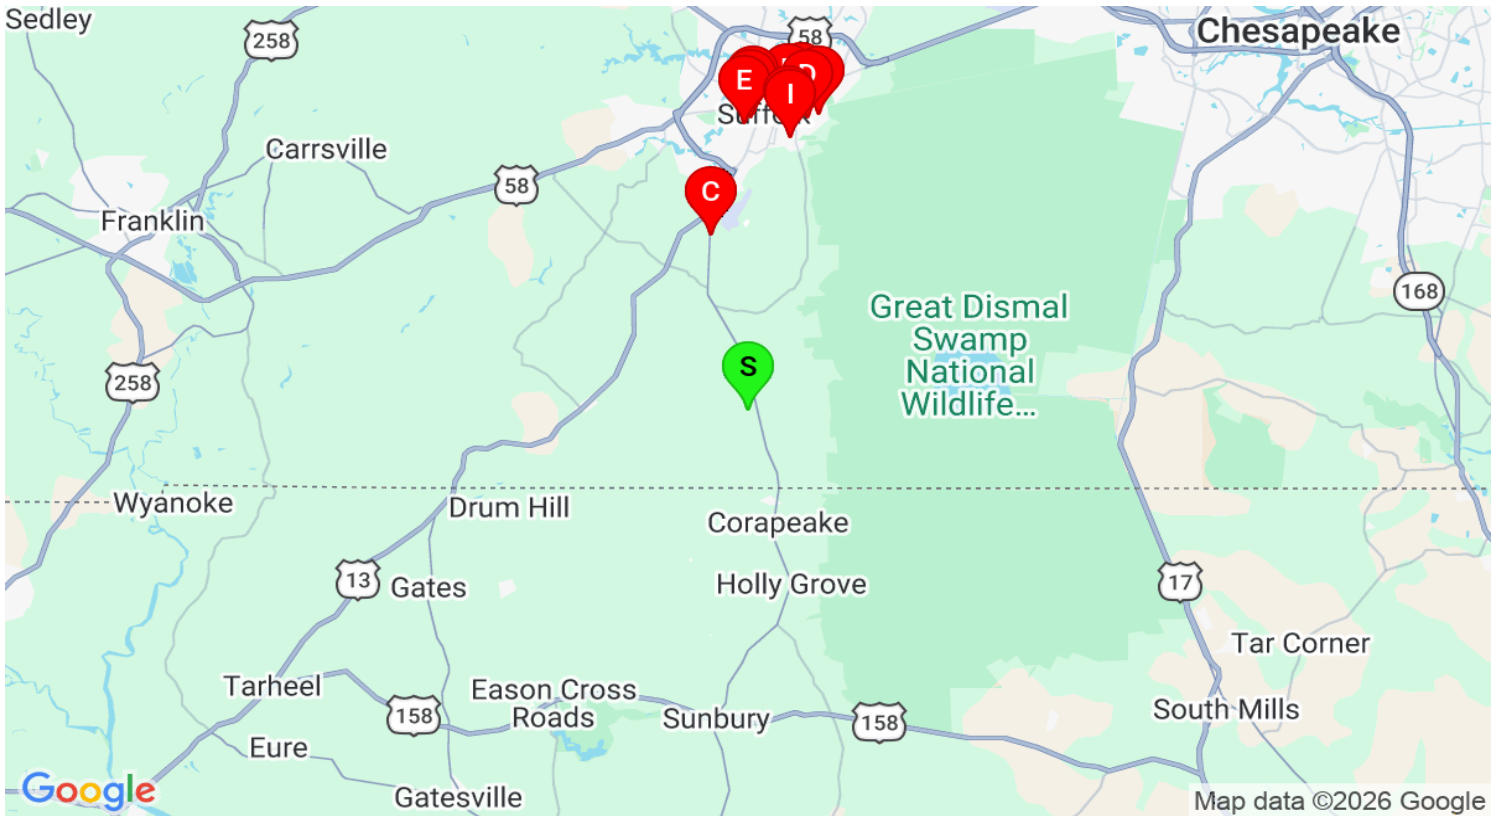 Sedley
258
58
Chesapeake
E
D
I
Suffolk
Carrsville
58
C
Franklin
168
Great Dismal
Swamp
National
Wildlife...
S
258
Wyanoke
Drum Hill
Corapeake
13
Gates
Holly Grove
17
Tar Corner
Tarheel
Eason Cross
Roads
158
Sunbury
158
South Mills
Eure
Google
Gatesville
Map data ©2026 Google